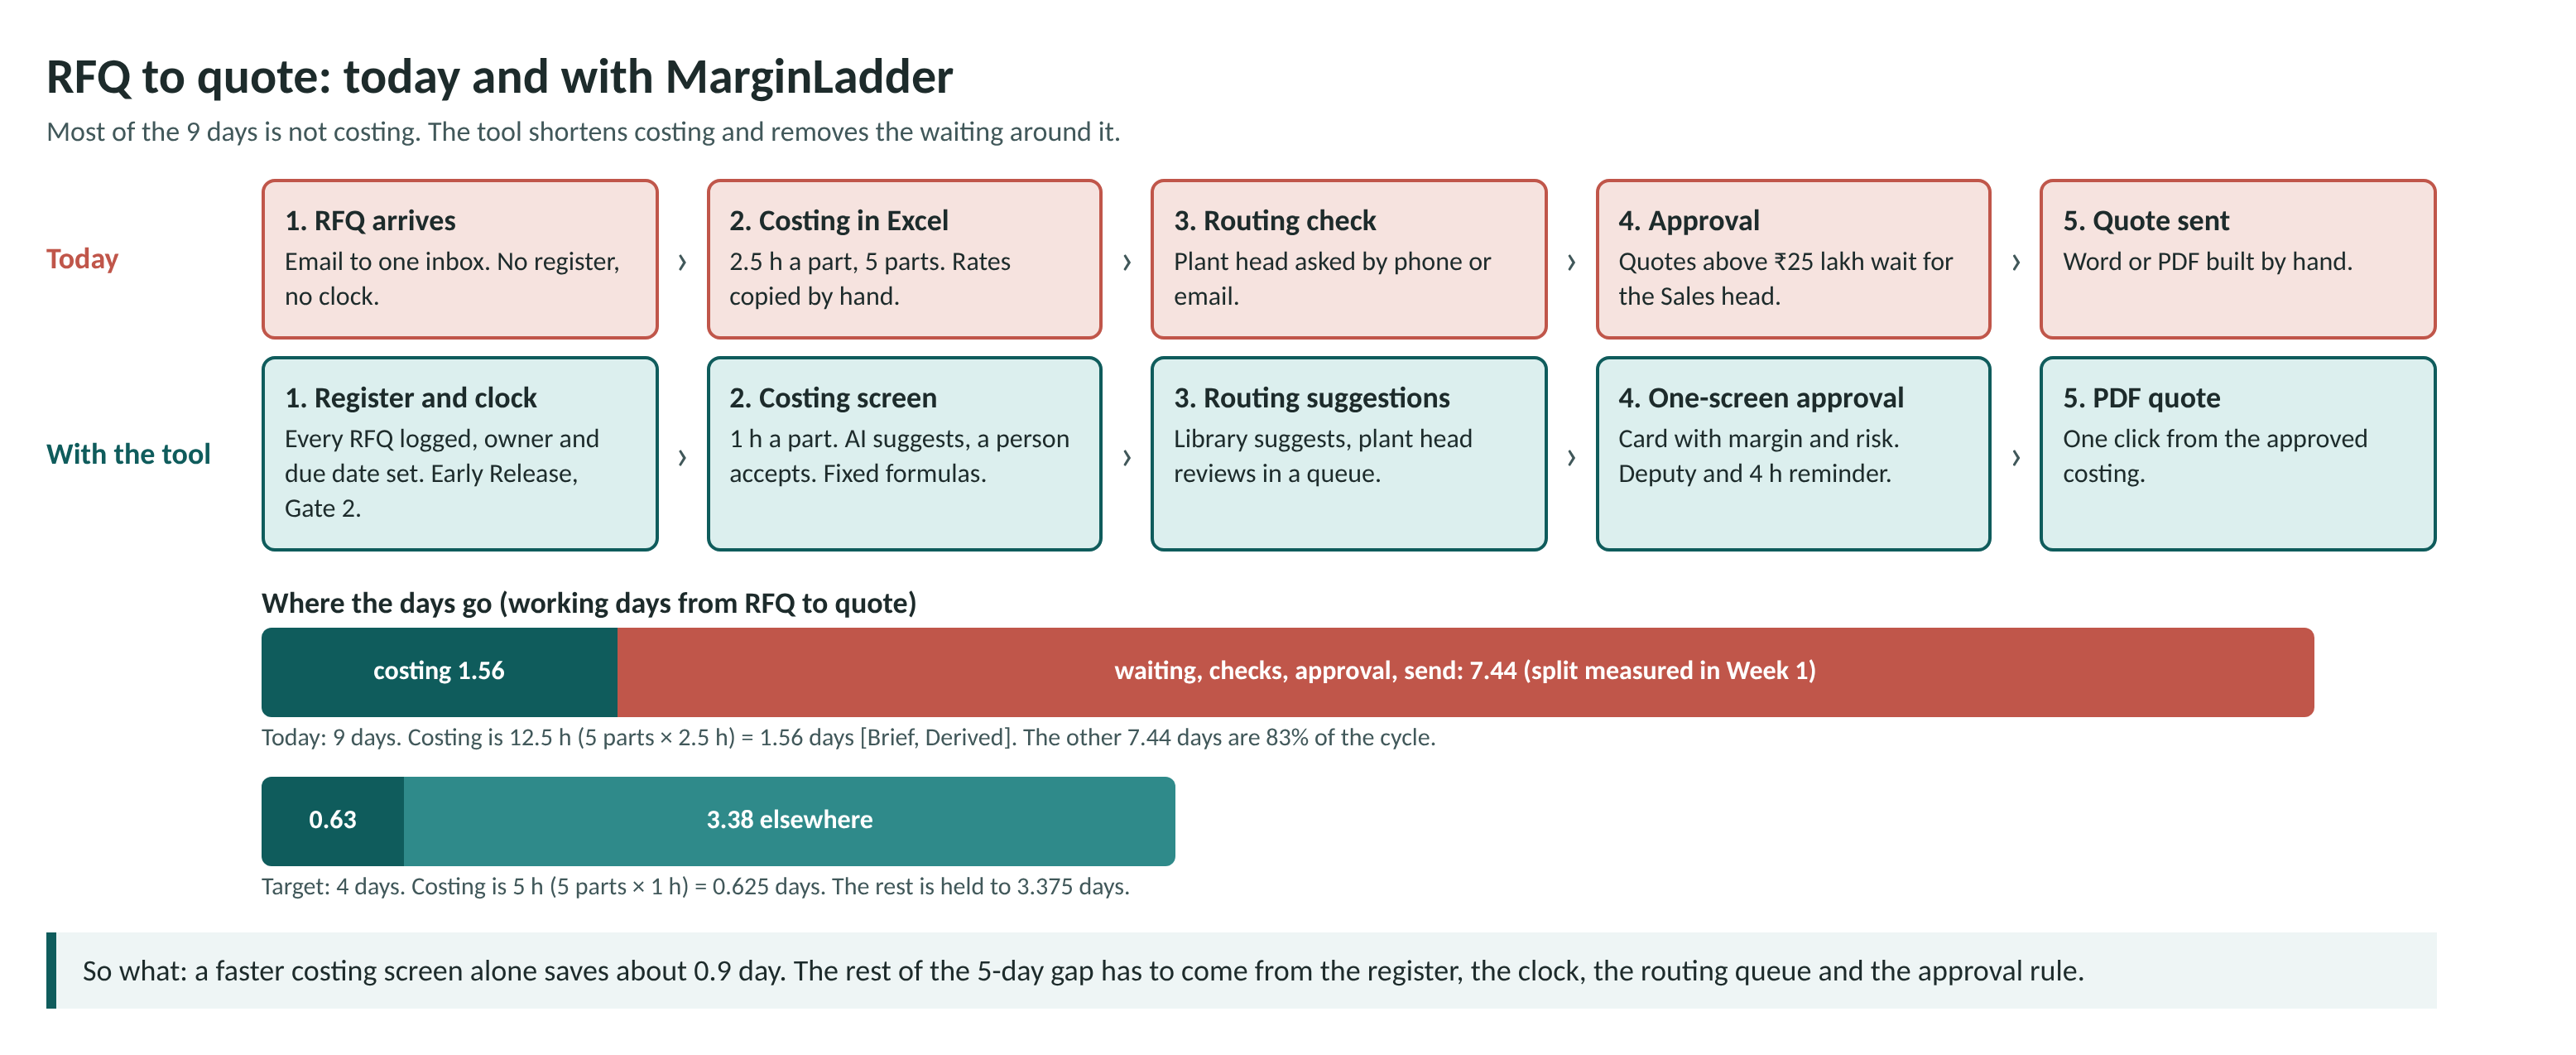 RFQ to quote: today and with MarginLadder
Most of the 9 days is not costing. The tool shortens costing and removes the waiting around it.
Today
1. RFQ arrives
Email to one inbox. No register,
no clock.
›
2. Costing in Excel
2.5 h a part, 5 parts. Rates
copied by hand.
›
3. Routing check
Plant head asked by phone or
email.
›
4. Approval
Quotes above ₹25 lakh wait for
the Sales head.
›
5. Quote sent
Word or PDF built by hand.
With the tool
1. Register and clock
Every RFQ logged, owner and
due date set. Early Release,
Gate 2.
›
2. Costing screen
1 h a part. AI suggests, a person
accepts. Fixed formulas.
›
3. Routing suggestions
Library suggests, plant head
reviews in a queue.
›
4. One-screen approval
Card with margin and risk.
Deputy and 4 h reminder.
›
5. PDF quote
One click from the approved
costing.
Where the days go (working days from RFQ to quote)
costing 1.56
waiting, checks, approval, send: 7.44 (split measured in Week 1)
Today: 9 days. Costing is 12.5 h (5 parts × 2.5 h) = 1.56 days [Brief, Derived]. The other 7.44 days are 83% of the cycle.
0.63
3.38 elsewhere
Target: 4 days. Costing is 5 h (5 parts × 1 h) = 0.625 days. The rest is held to 3.375 days.
So what: a faster costing screen alone saves about 0.9 day. The rest of the 5-day gap has to come from the register, the clock, the routing queue and the approval rule.